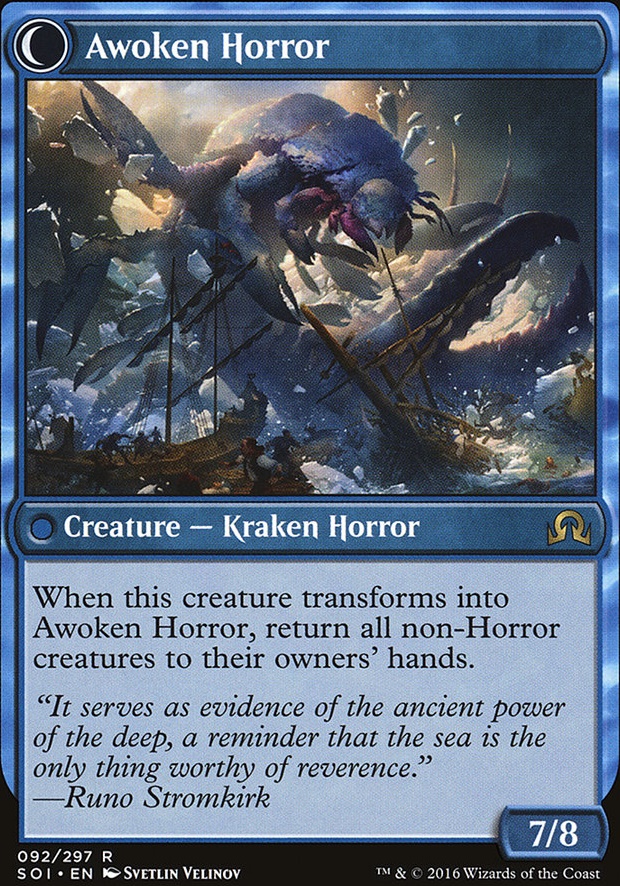 Awoken Horror
Creature — Kraken Horror
When this creature transforms into
Awoken Horror, return all non-Horror
creatures to their owners’ hands.
“It serves as evidence of the ancient power
of the deep, a reminder that the sea is the
only thing worthy of reverence.”
—Runo Stromkirk
7/8
092/297 R
SOI • EN Svetlin Velinov
™ & © 2016 Wizards of the Coast